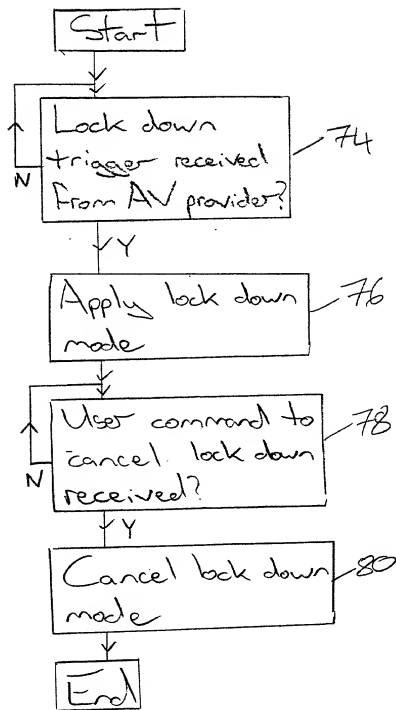 Start
Lock down
trigger received
from AV provider?
74
N
Y
Apply lock down
mode
76
User command to
cancel lock down
received?
78
N
Y
Cancel lock down
mode
80
End